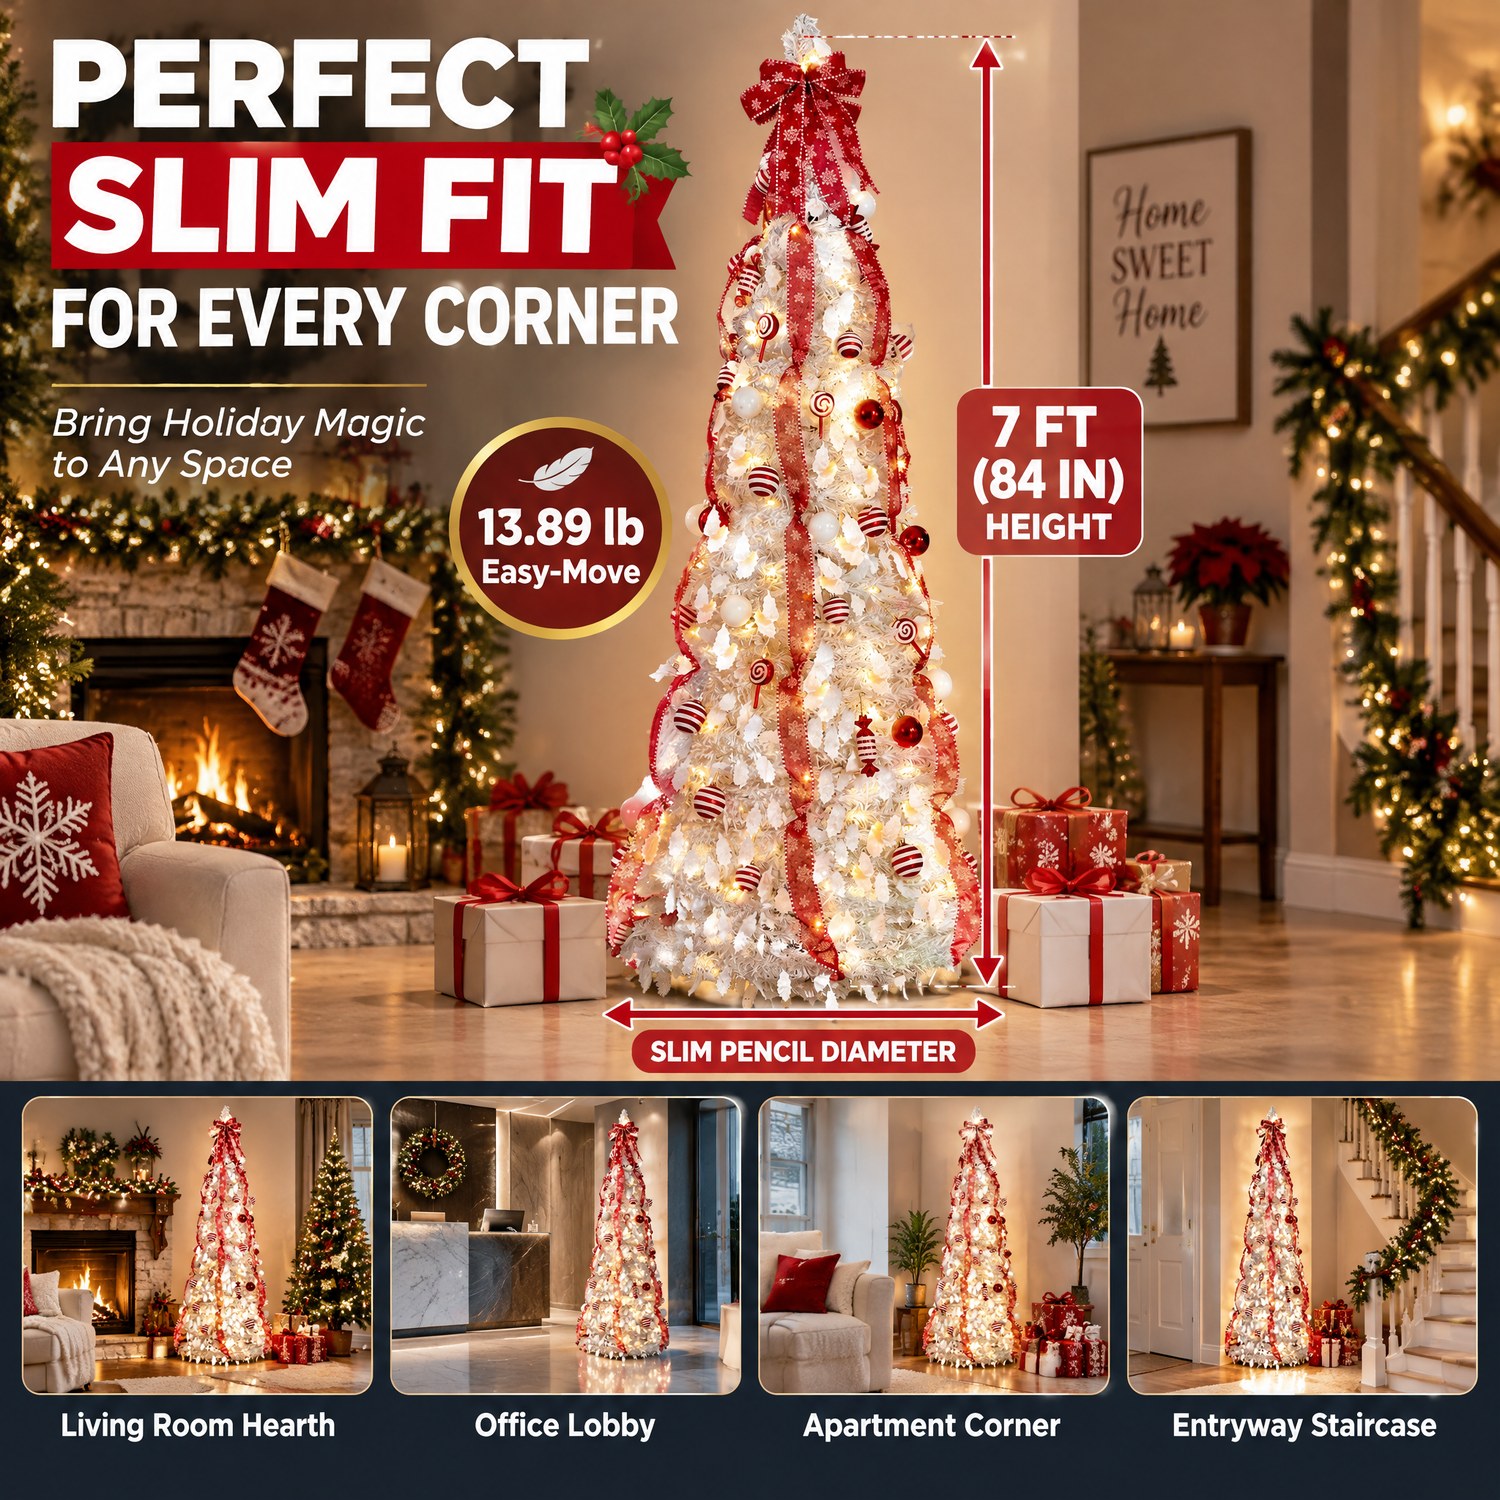 PERFECT
SLIM FIT
FOR EVERY CORNER
Bring Holiday Magic
to Any Space
13.89 lb
Easy-Move
7 FT
(84 IN)
HEIGHT
Home
SWEET
Home
SLIM PENCIL DIAMETER
Living Room Hearth
Office Lobby
Apartment Corner
Entryway Staircase